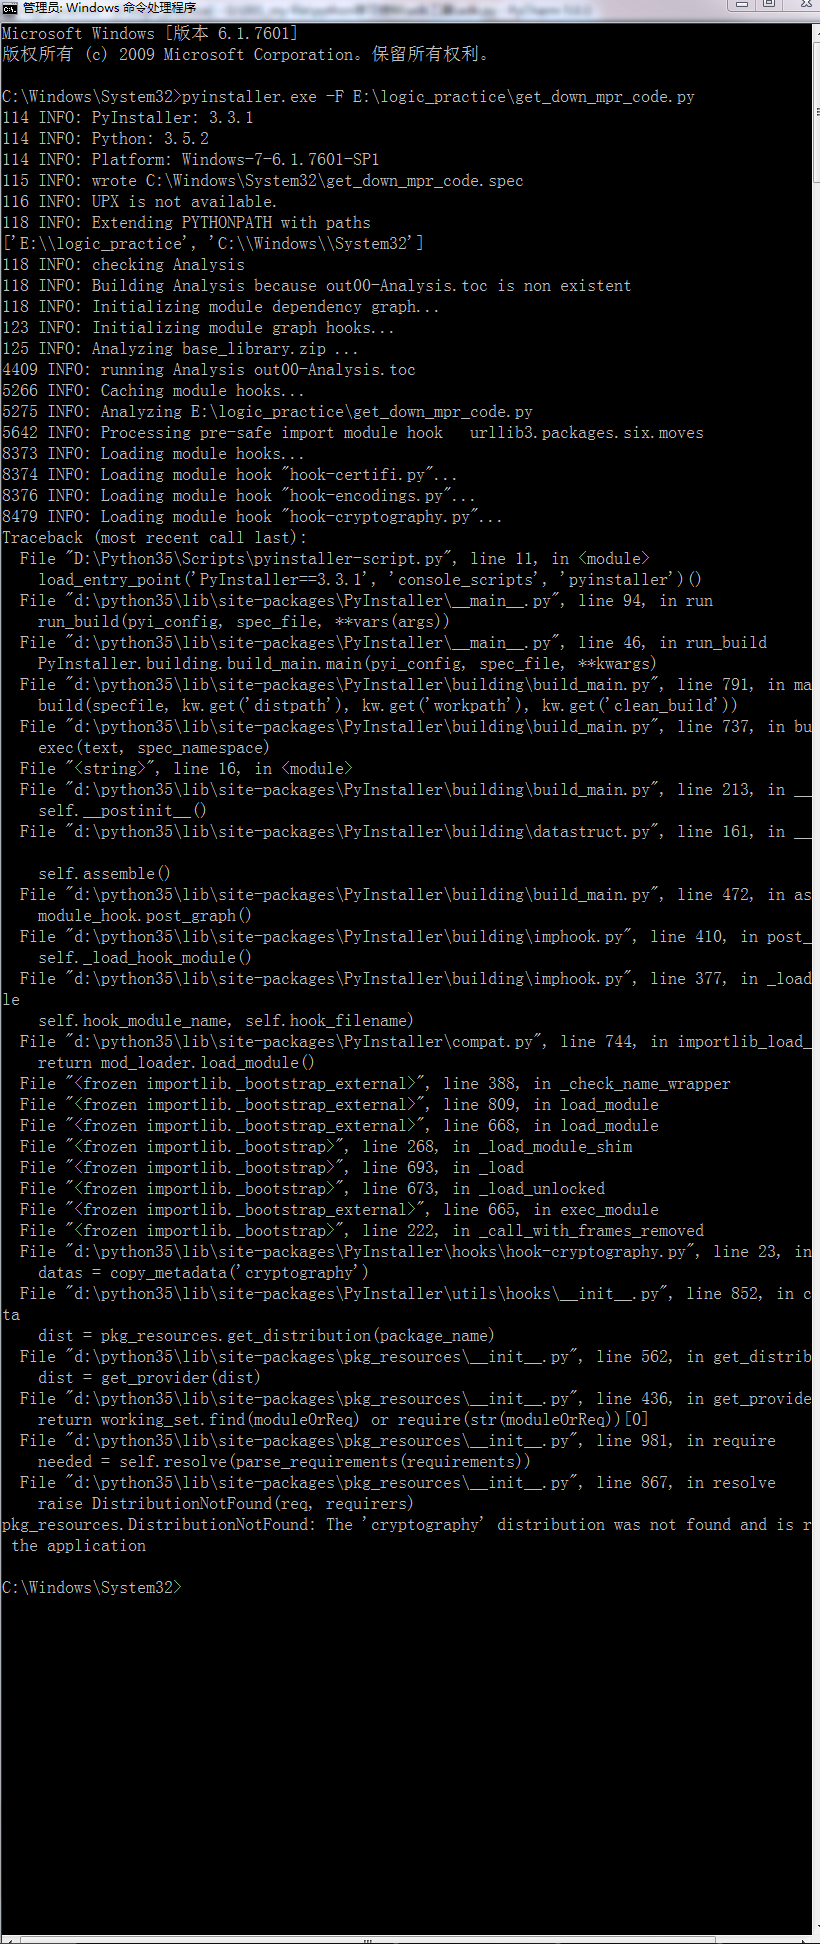 管理员: Windows 命令处理程序
Microsoft Windows [版本 6.1.7601]
版权所有 (c) 2009 Microsoft Corporation。保留所有权利。
C:\Windows\System32>pyinstaller.exe -F E:\logic_practice\get_down_mpr_code.py
114 INFO: PyInstaller: 3.3.1
114 INFO: Python: 3.5.2
114 INFO: Platform: Windows-7-6.1.7601-SP1
115 INFO: wrote C:\Windows\System32\get_down_mpr_code.spec
116 INFO: UPX is not available.
118 INFO: Extending PYTHONPATH with paths
['E:\\logic_practice', 'C:\\Windows\\System32']
118 INFO: checking Analysis
118 INFO: Building Analysis because out00-Analysis.toc is non existent
118 INFO: Initializing module dependency graph...
123 INFO: Initializing module graph hooks...
125 INFO: Analyzing base_library.zip ...
4409 INFO: running Analysis out00-Analysis.toc
5266 INFO: Caching module hooks...
5275 INFO: Analyzing E:\logic_practice\get_down_mpr_code.py
5642 INFO: Processing pre-safe import module hook   urllib3.packages.six.moves
8373 INFO: Loading module hooks...
8374 INFO: Loading module hook "hook-certifi.py"...
8376 INFO: Loading module hook "hook-encodings.py"...
8479 INFO: Loading module hook "hook-cryptography.py"...
Traceback (most recent call last):
  File "D:\Python35\Scripts\pyinstaller-script.py", line 11, in <module>
    load_entry_point('PyInstaller==3.3.1', 'console_scripts', 'pyinstaller')()
  File "d:\python35\lib\site-packages\PyInstaller\__main__.py", line 94, in run
    run_build(pyi_config, spec_file, **vars(args))
  File "d:\python35\lib\site-packages\PyInstaller\__main__.py", line 46, in run_build
    PyInstaller.building.build_main.main(pyi_config, spec_file, **kwargs)
  File "d:\python35\lib\site-packages\PyInstaller\building\build_main.py", line 791, in ma
    build(specfile, kw.get('distpath'), kw.get('workpath'), kw.get('clean_build'))
  File "d:\python35\lib\site-packages\PyInstaller\building\build_main.py", line 737, in bu
    exec(text, spec_namespace)
  File "<string>", line 16, in <module>
  File "d:\python35\lib\site-packages\PyInstaller\building\build_main.py", line 213, in __
    self.__postinit__()
  File "d:\python35\lib\site-packages\PyInstaller\building\datastruct.py", line 161, in __
    self.assemble()
  File "d:\python35\lib\site-packages\PyInstaller\building\build_main.py", line 472, in as
    module_hook.post_graph()
  File "d:\python35\lib\site-packages\PyInstaller\building\imphook.py", line 410, in post_
    self._load_hook_module()
  File "d:\python35\lib\site-packages\PyInstaller\building\imphook.py", line 377, in _load
le
    self.hook_module_name, self.hook_filename)
  File "d:\python35\lib\site-packages\PyInstaller\compat.py", line 744, in importlib_load_
    return mod_loader.load_module()
  File "<frozen importlib._bootstrap_external>", line 388, in _check_name_wrapper
  File "<frozen importlib._bootstrap_external>", line 809, in load_module
  File "<frozen importlib._bootstrap_external>", line 668, in load_module
  File "<frozen importlib._bootstrap>", line 268, in _load_module_shim
  File "<frozen importlib._bootstrap>", line 693, in _load
  File "<frozen importlib._bootstrap>", line 673, in _load_unlocked
  File "<frozen importlib._bootstrap_external>", line 665, in exec_module
  File "<frozen importlib._bootstrap>", line 222, in _call_with_frames_removed
  File "d:\python35\lib\site-packages\PyInstaller\hooks\hook-cryptography.py", line 23, in
    datas = copy_metadata('cryptography')
  File "d:\python35\lib\site-packages\PyInstaller\utils\hooks\__init__.py", line 852, in c
ta
    dist = pkg_resources.get_distribution(package_name)
  File "d:\python35\lib\site-packages\pkg_resources\__init__.py", line 562, in get_distrib
    dist = get_provider(dist)
  File "d:\python35\lib\site-packages\pkg_resources\__init__.py", line 436, in get_provide
    return working_set.find(moduleOrReq) or require(str(moduleOrReq))[0]
  File "d:\python35\lib\site-packages\pkg_resources\__init__.py", line 981, in require
    needed = self.resolve(parse_requirements(requirements))
  File "d:\python35\lib\site-packages\pkg_resources\__init__.py", line 867, in resolve
    raise DistributionNotFound(req, requirers)
pkg_resources.DistributionNotFound: The 'cryptography' distribution was not found and is r
 the application
C:\Windows\System32>